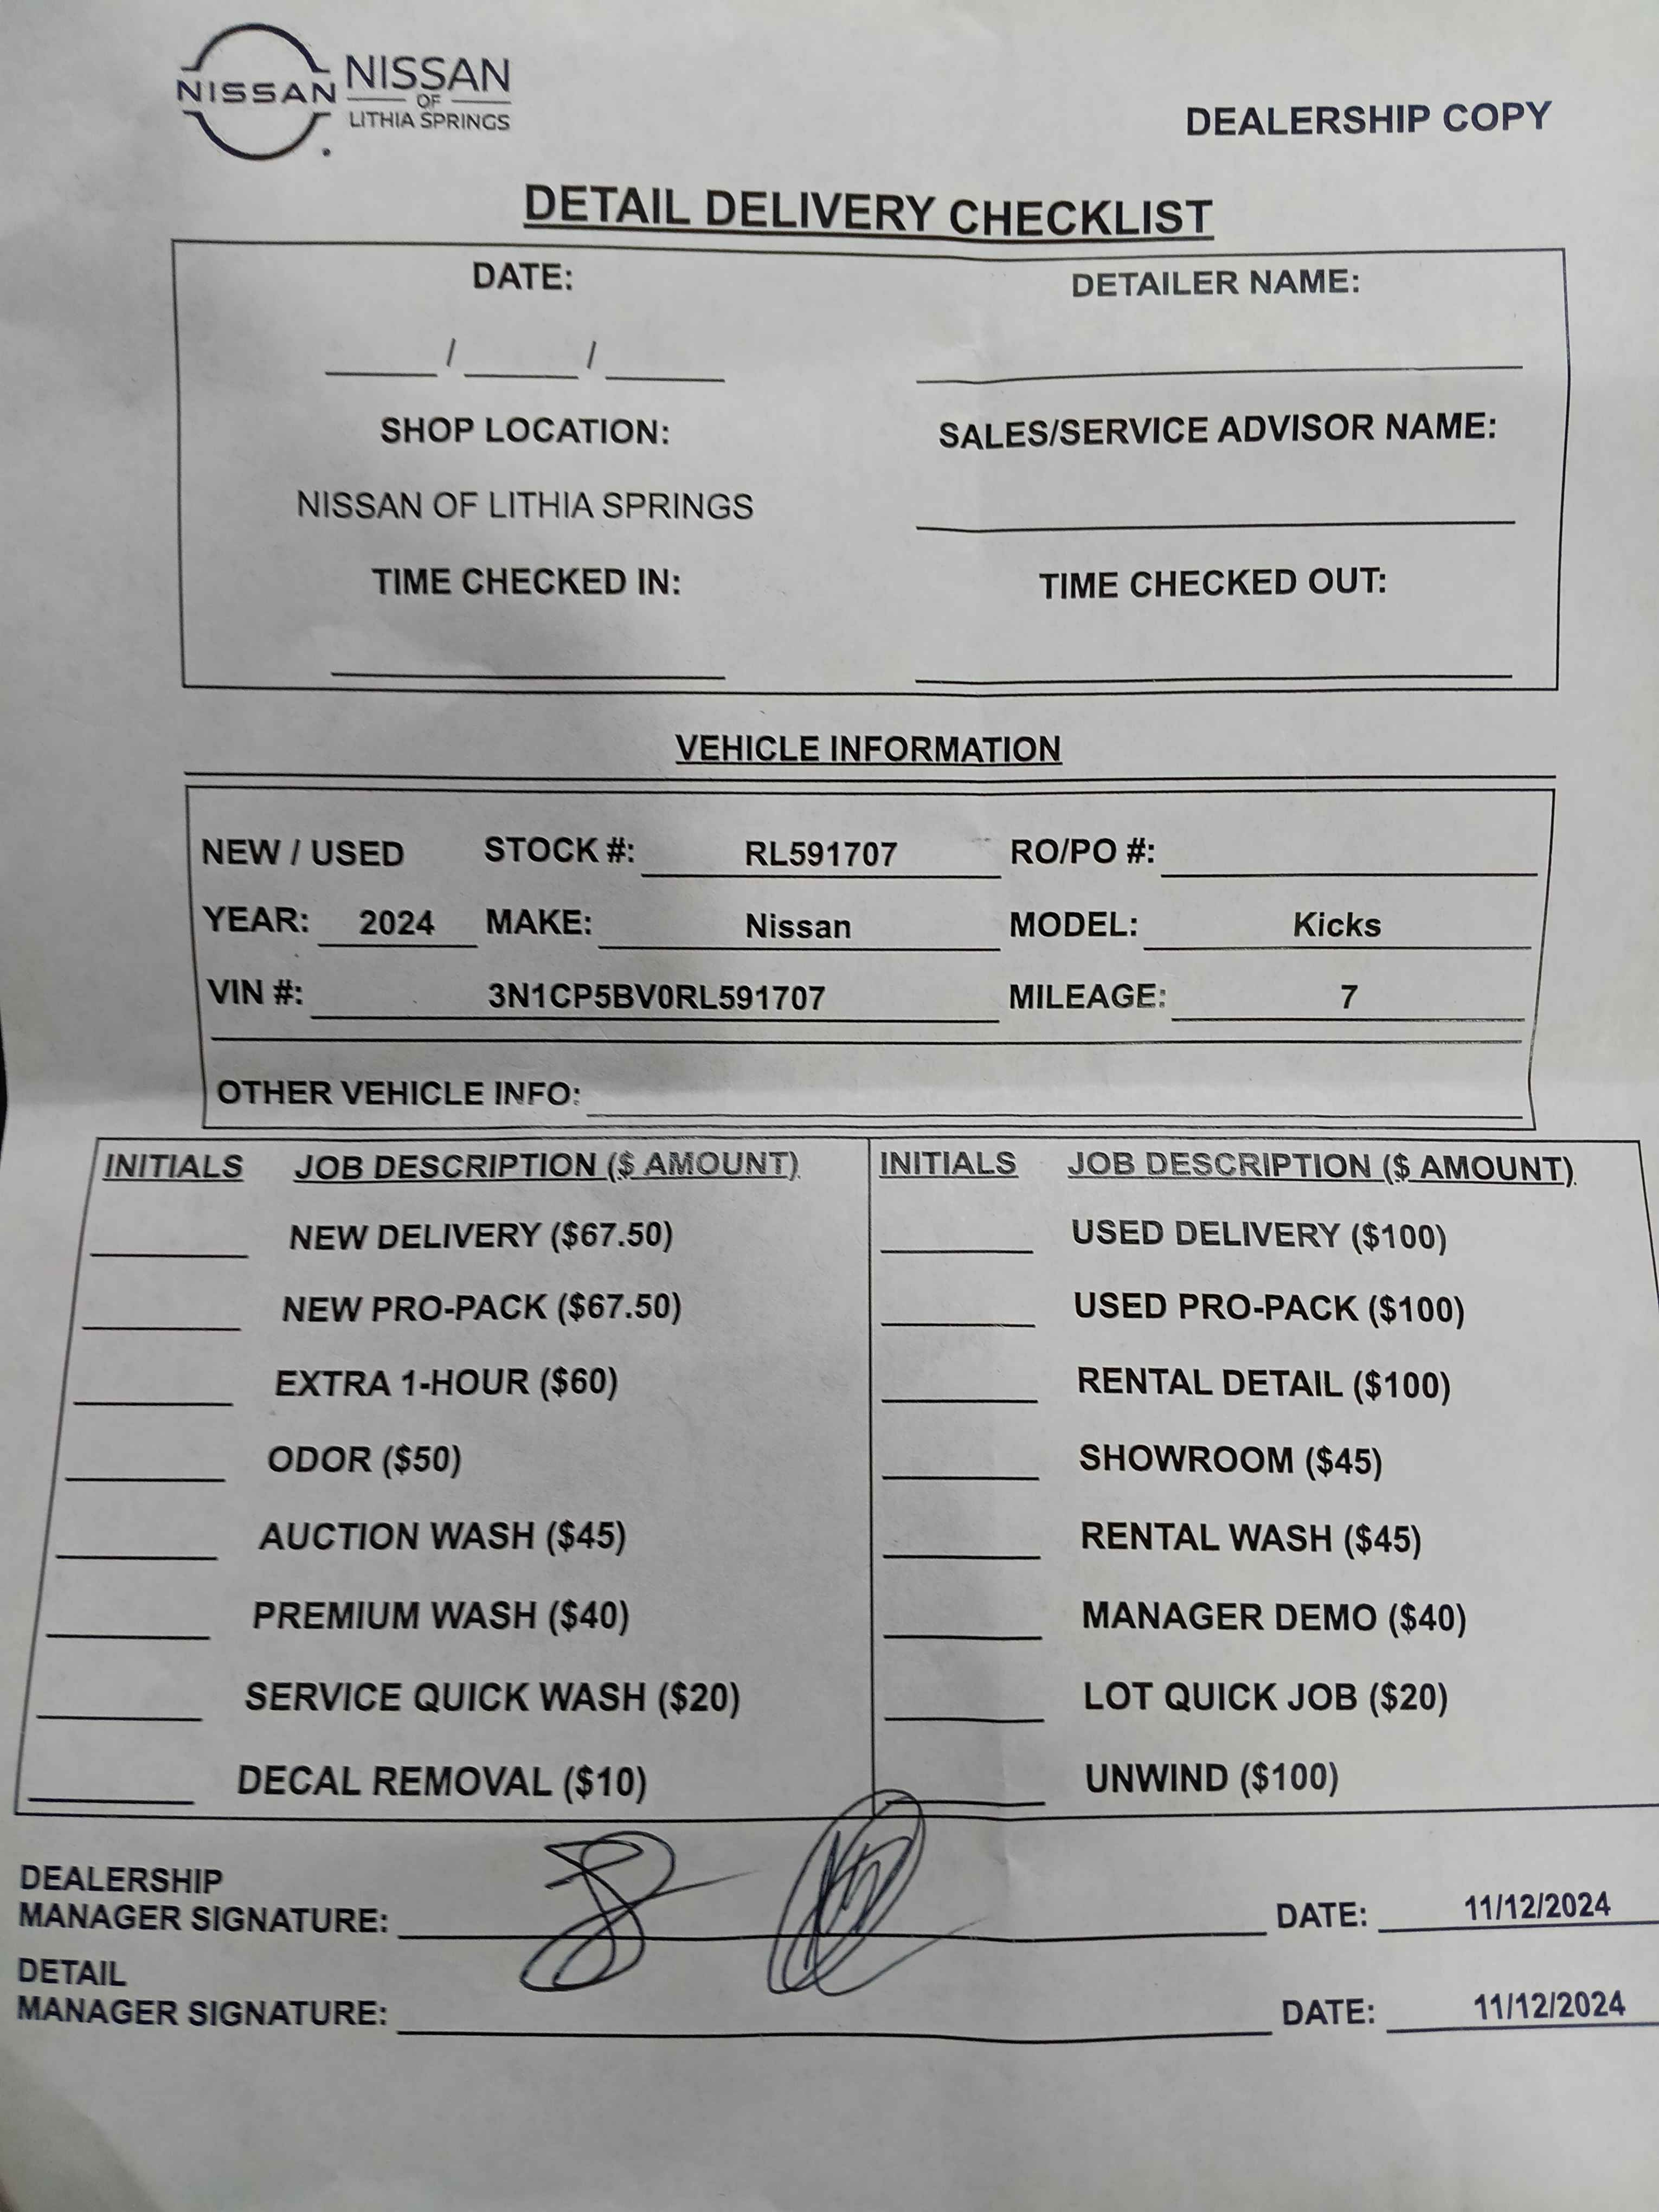 NISSAN NISSAN
OF
LITHIA SPRINGS
DEALERSHIP COPY
DETAIL DELIVERY CHECKLIST
DATE: DETAILER NAME:
____ / ____ / ____
SHOP LOCATION: SALES/SERVICE ADVISOR NAME:
NISSAN OF LITHIA SPRINGS
TIME CHECKED IN: TIME CHECKED OUT:
VEHICLE INFORMATION
NEW / USED STOCK #: RL591707 RO/PO #:
YEAR: 2024 MAKE: Nissan MODEL: Kicks
VIN #: 3N1CP5BV0RL591707 MILEAGE: 7
OTHER VEHICLE INFO:
INITIALS JOB DESCRIPTION ($ AMOUNT) INITIALS JOB DESCRIPTION ($ AMOUNT)
NEW DELIVERY ($67.50) USED DELIVERY ($100)
NEW PRO-PACK ($67.50) USED PRO-PACK ($100)
EXTRA 1-HOUR ($60) RENTAL DETAIL ($100)
ODOR ($50) SHOWROOM ($45)
AUCTION WASH ($45) RENTAL WASH ($45)
PREMIUM WASH ($40) MANAGER DEMO ($40)
SERVICE QUICK WASH ($20) LOT QUICK JOB ($20)
DECAL REMOVAL ($10) UNWIND ($100)
DEALERSHIP
MANAGER SIGNATURE: DATE: 11/12/2024
DETAIL
MANAGER SIGNATURE: DATE: 11/12/2024